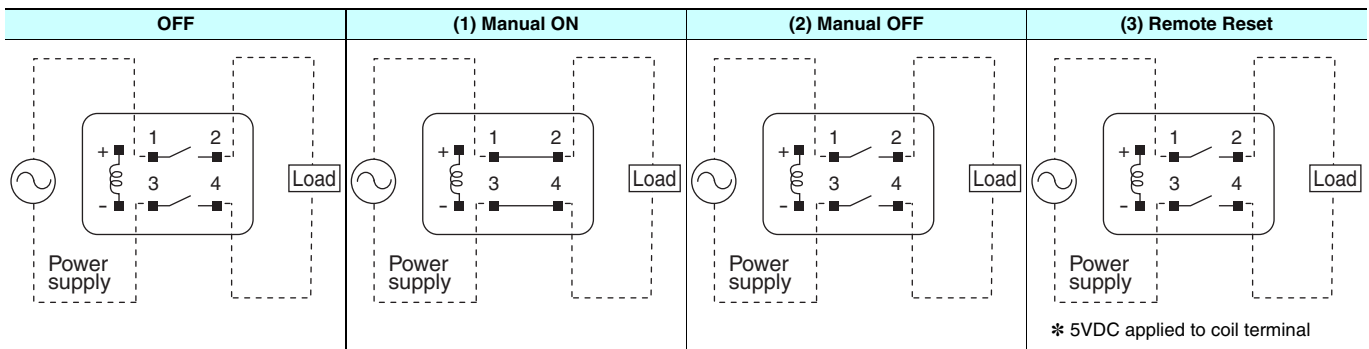 OFF
(1) Manual ON
(2) Manual OFF
(3) Remote Reset
1 2
+
3 4
-
Load
Power
supply
1 2
+
3 4
-
Load
Power
supply
1 2
+
3 4
-
Load
Power
supply
1 2
+
3 4
-
Load
Power
supply
✻ 5VDC applied to coil terminal